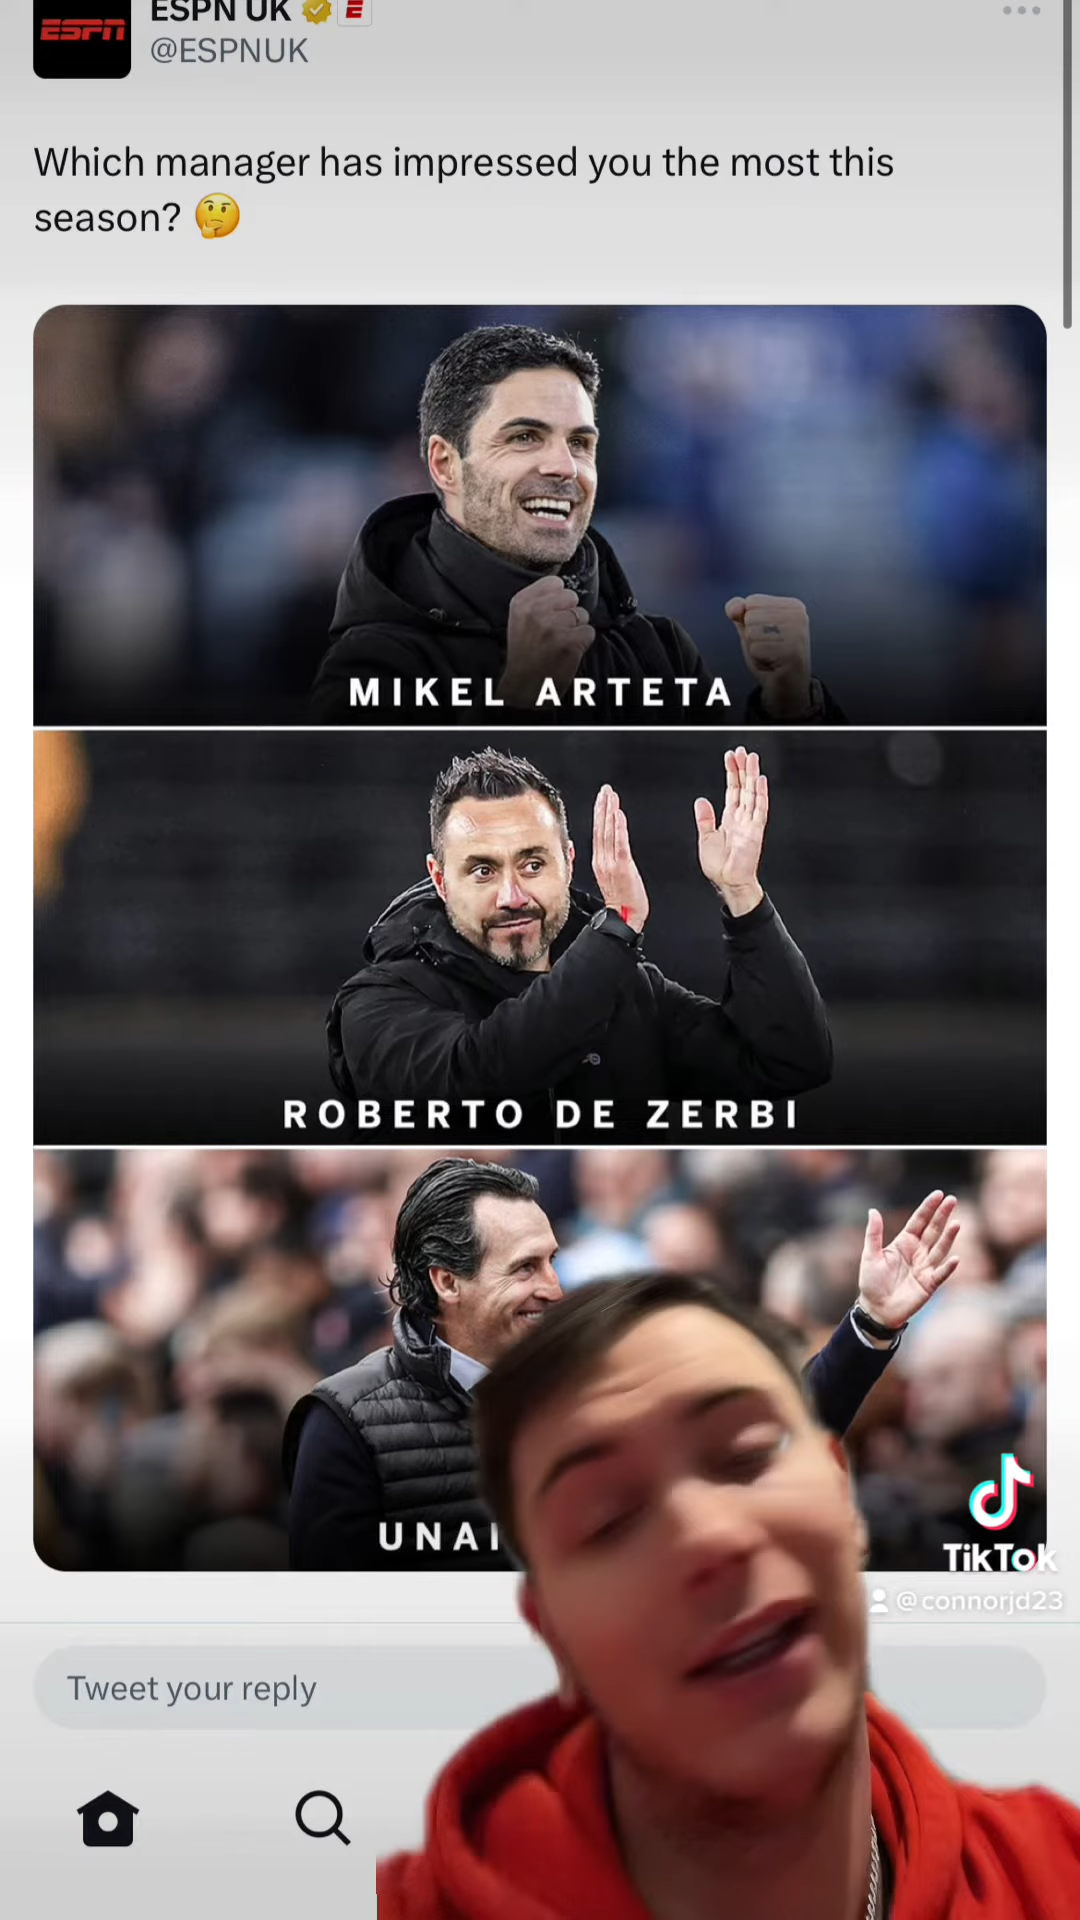 ESPN UK
ESPN
@ESPNUK
Which manager has impressed you the most this
season? 🤔
MIKEL ARTETA
ROBERTO DE ZERBI
UNAI
TikTok
@connorjd23
Tweet your reply